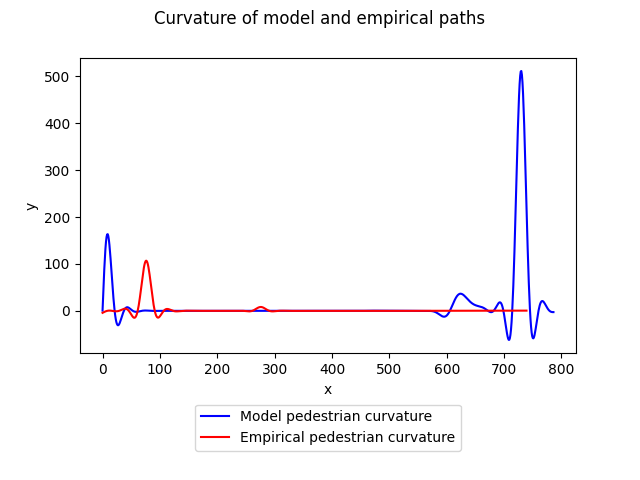 Curvature of model and empirical paths
500
400
300
200
100
0
y
0 100 200 300 400 500 600 700 800
x
Model pedestrian curvature
Empirical pedestrian curvature